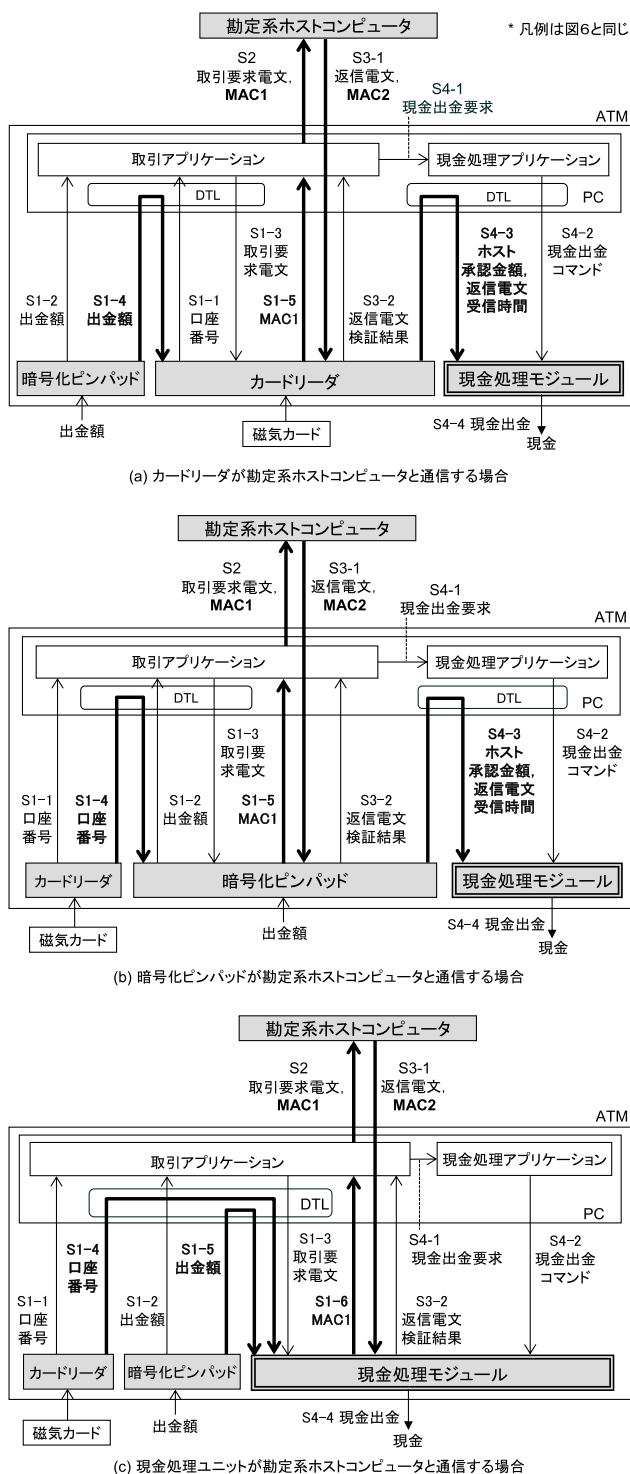 勘定系ホストコンピュータ
* 凡例は図6と同じ
S2
取引要求電文,
MAC1
S3-1
返信電文,
MAC2
S4-1
現金出金要求
ATM
取引アプリケーション
現金処理アプリケーション
DTL
DTL
PC
S1-2
出金額
S1-4
出金額
S1-1
口座
番号
S1-3
取引要
求電文
S1-5
MAC1
S3-2
返信電文
検証結果
S4-3
ホスト
承認金額,
返信電文
受信時間
S4-2
現金出金
コマンド
暗号化ピンパッド
カードリーダ
現金処理モジュール
出金額
磁気カード
S4-4 現金出金
現金
(a) カードリーダが勘定系ホストコンピュータと通信する場合
勘定系ホストコンピュータ
S2
取引要求電文,
MAC1
S3-1
返信電文,
MAC2
S4-1
現金出金要求
ATM
取引アプリケーション
現金処理アプリケーション
DTL
DTL
PC
S1-1
口座
番号
S1-4
口座
番号
S1-2
出金額
S1-3
取引要
求電文
S1-5
MAC1
S3-2
返信電文
検証結果
S4-3
ホスト
承認金額,
返信電文
受信時間
S4-2
現金出金
コマンド
カードリーダ
暗号化ピンパッド
現金処理モジュール
磁気カード
出金額
S4-4 現金出金
現金
(b) 暗号化ピンパッドが勘定系ホストコンピュータと通信する場合
勘定系ホストコンピュータ
S2
取引要求電文,
MAC1
S3-1
返信電文,
MAC2
ATM
取引アプリケーション
現金処理アプリケーション
DTL
PC
S1-1
口座
番号
S1-4
口座
番号
S1-2
出金額
S1-5
出金額
S1-3
取引要
求電文
S1-6
MAC1
S4-1
現金出金要求
S3-2
返信電文
検証結果
S4-2
現金出金
コマンド
カードリーダ
暗号化ピンパッド
現金処理モジュール
磁気カード
出金額
S4-4 現金出金
現金
(c) 現金処理ユニットが勘定系ホストコンピュータと通信する場合